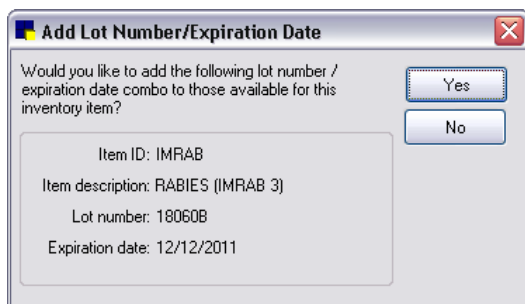 Add Lot Number/Expiration Date
Would you like to add the following lot number /
expiration date combo to those available for this
inventory item?
Yes
No
Item ID: IMRAB
Item description: RABIES (IMRAB 3)
Lot number: 18060B
Expiration date: 12/12/2011